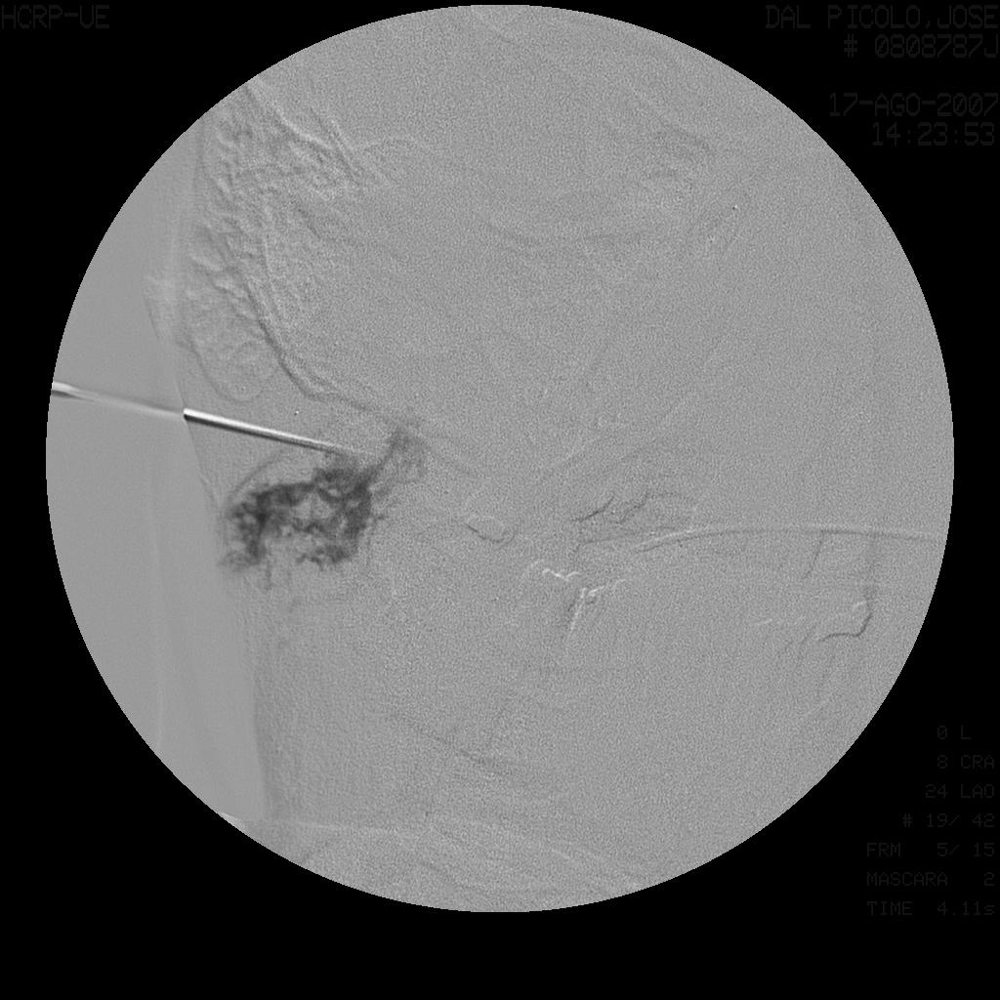 HCRP-UE
DAL PICOLO,JOSE
# 0808787J
17-AGO-2007
14:23:53
0 L
8 CRA
24 LAO
# 19/ 42
FRM 5/ 15
MASCARA 2
TIME 4.11s